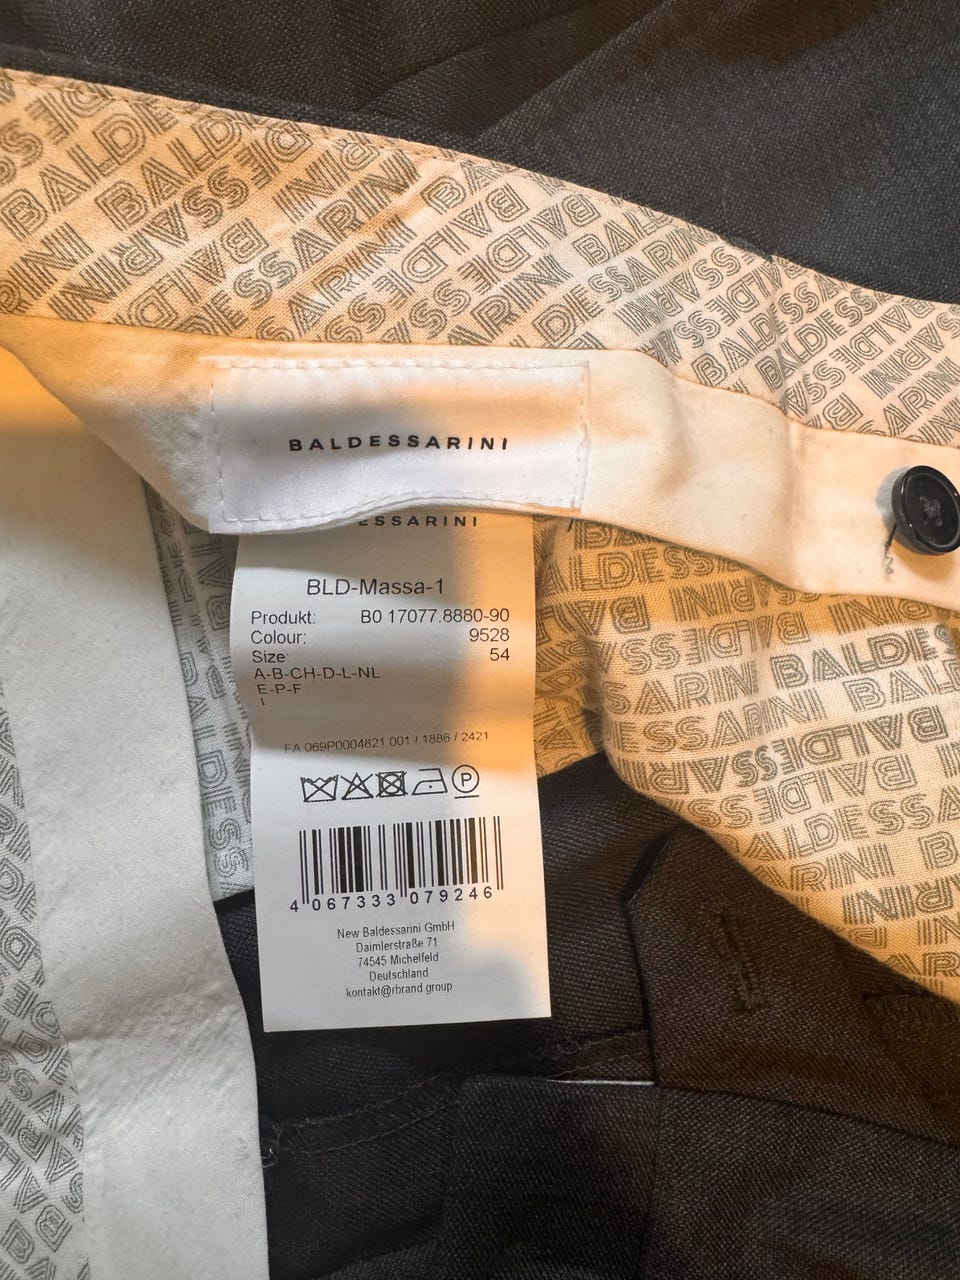 BALDESSARINI
ESSARINI
BLD-Massa-1
Produkt: B0 17077.8880-90
Colour: 9528
Size: 54
A-B-CH-D-L-NL
E-P-F
I
FA 069P0004821 001 / 1886 / 2421
P
4 067333 079246
New Baldessarini GmbH
Daimlerstraße 71
74545 Michelfeld
Deutschland
kontakt@rbrand.group